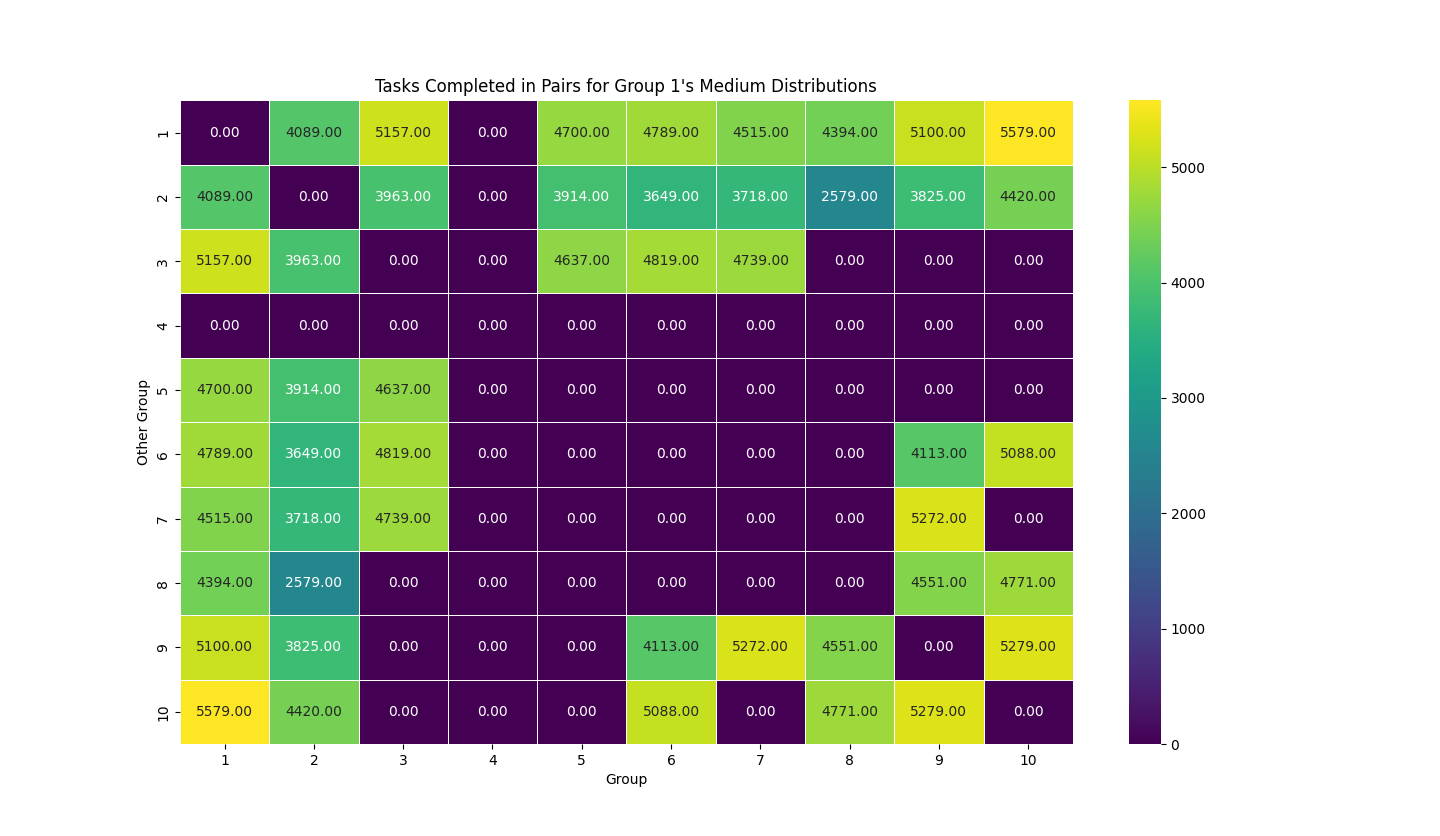 Tasks Completed in Pairs for Group 1's Medium Distributions
1 0.00 4089.00 5157.00 0.00 4700.00 4789.00 4515.00 4394.00 5100.00 5579.00
2 4089.00 0.00 3963.00 0.00 3914.00 3649.00 3718.00 2579.00 3825.00 4420.00
3 5157.00 3963.00 0.00 0.00 4637.00 4819.00 4739.00 0.00 0.00 0.00
4 0.00 0.00 0.00 0.00 0.00 0.00 0.00 0.00 0.00 0.00
5 4700.00 3914.00 4637.00 0.00 0.00 0.00 0.00 0.00 0.00 0.00
6 4789.00 3649.00 4819.00 0.00 0.00 0.00 0.00 0.00 4113.00 5088.00
7 4515.00 3718.00 4739.00 0.00 0.00 0.00 0.00 0.00 5272.00 0.00
8 4394.00 2579.00 0.00 0.00 0.00 0.00 0.00 0.00 4551.00 4771.00
9 5100.00 3825.00 0.00 0.00 0.00 4113.00 5272.00 4551.00 0.00 5279.00
10 5579.00 4420.00 0.00 0.00 0.00 5088.00 0.00 4771.00 5279.00 0.00
1 2 3 4 5 6 7 8 9 10
Group
Other Group
5000
4000
3000
2000
1000
0